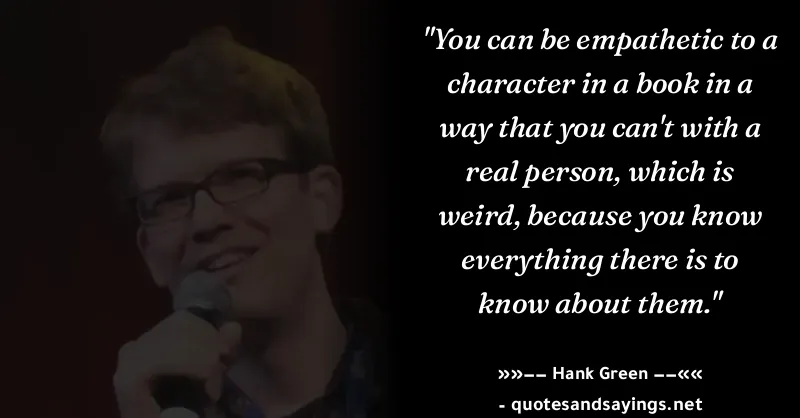 "You can be empathetic to a
character in a book in a
way that you can't with a
real person, which is
weird, because you know
everything there is to
know about them."
»»−− Hank Green −−««
- quotesandsayings.net